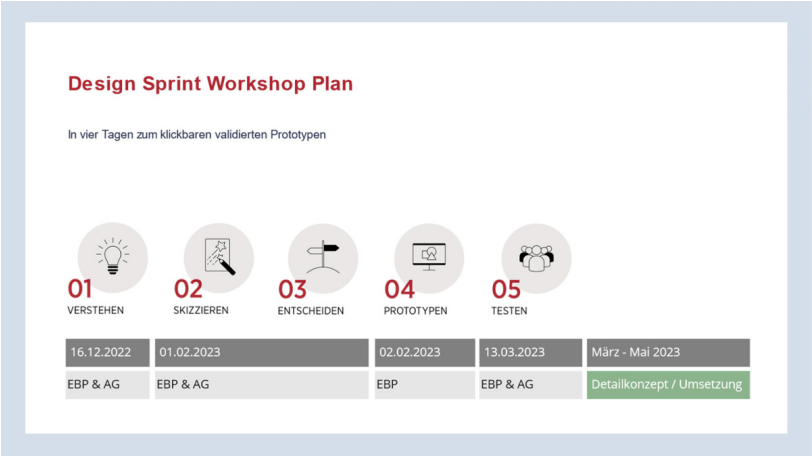 Design Sprint Workshop Plan
In vier Tagen zum klickbaren validierten Prototypen
01
VERSTEHEN
02
SKIZZIEREN
03
ENTSCHEIDEN
04
PROTOTYPEN
05
TESTEN
16.12.2022 01.02.2023 02.02.2023 13.03.2023 März - Mai 2023
EBP & AG EBP & AG EBP EBP & AG Detailkonzept / Umsetzung